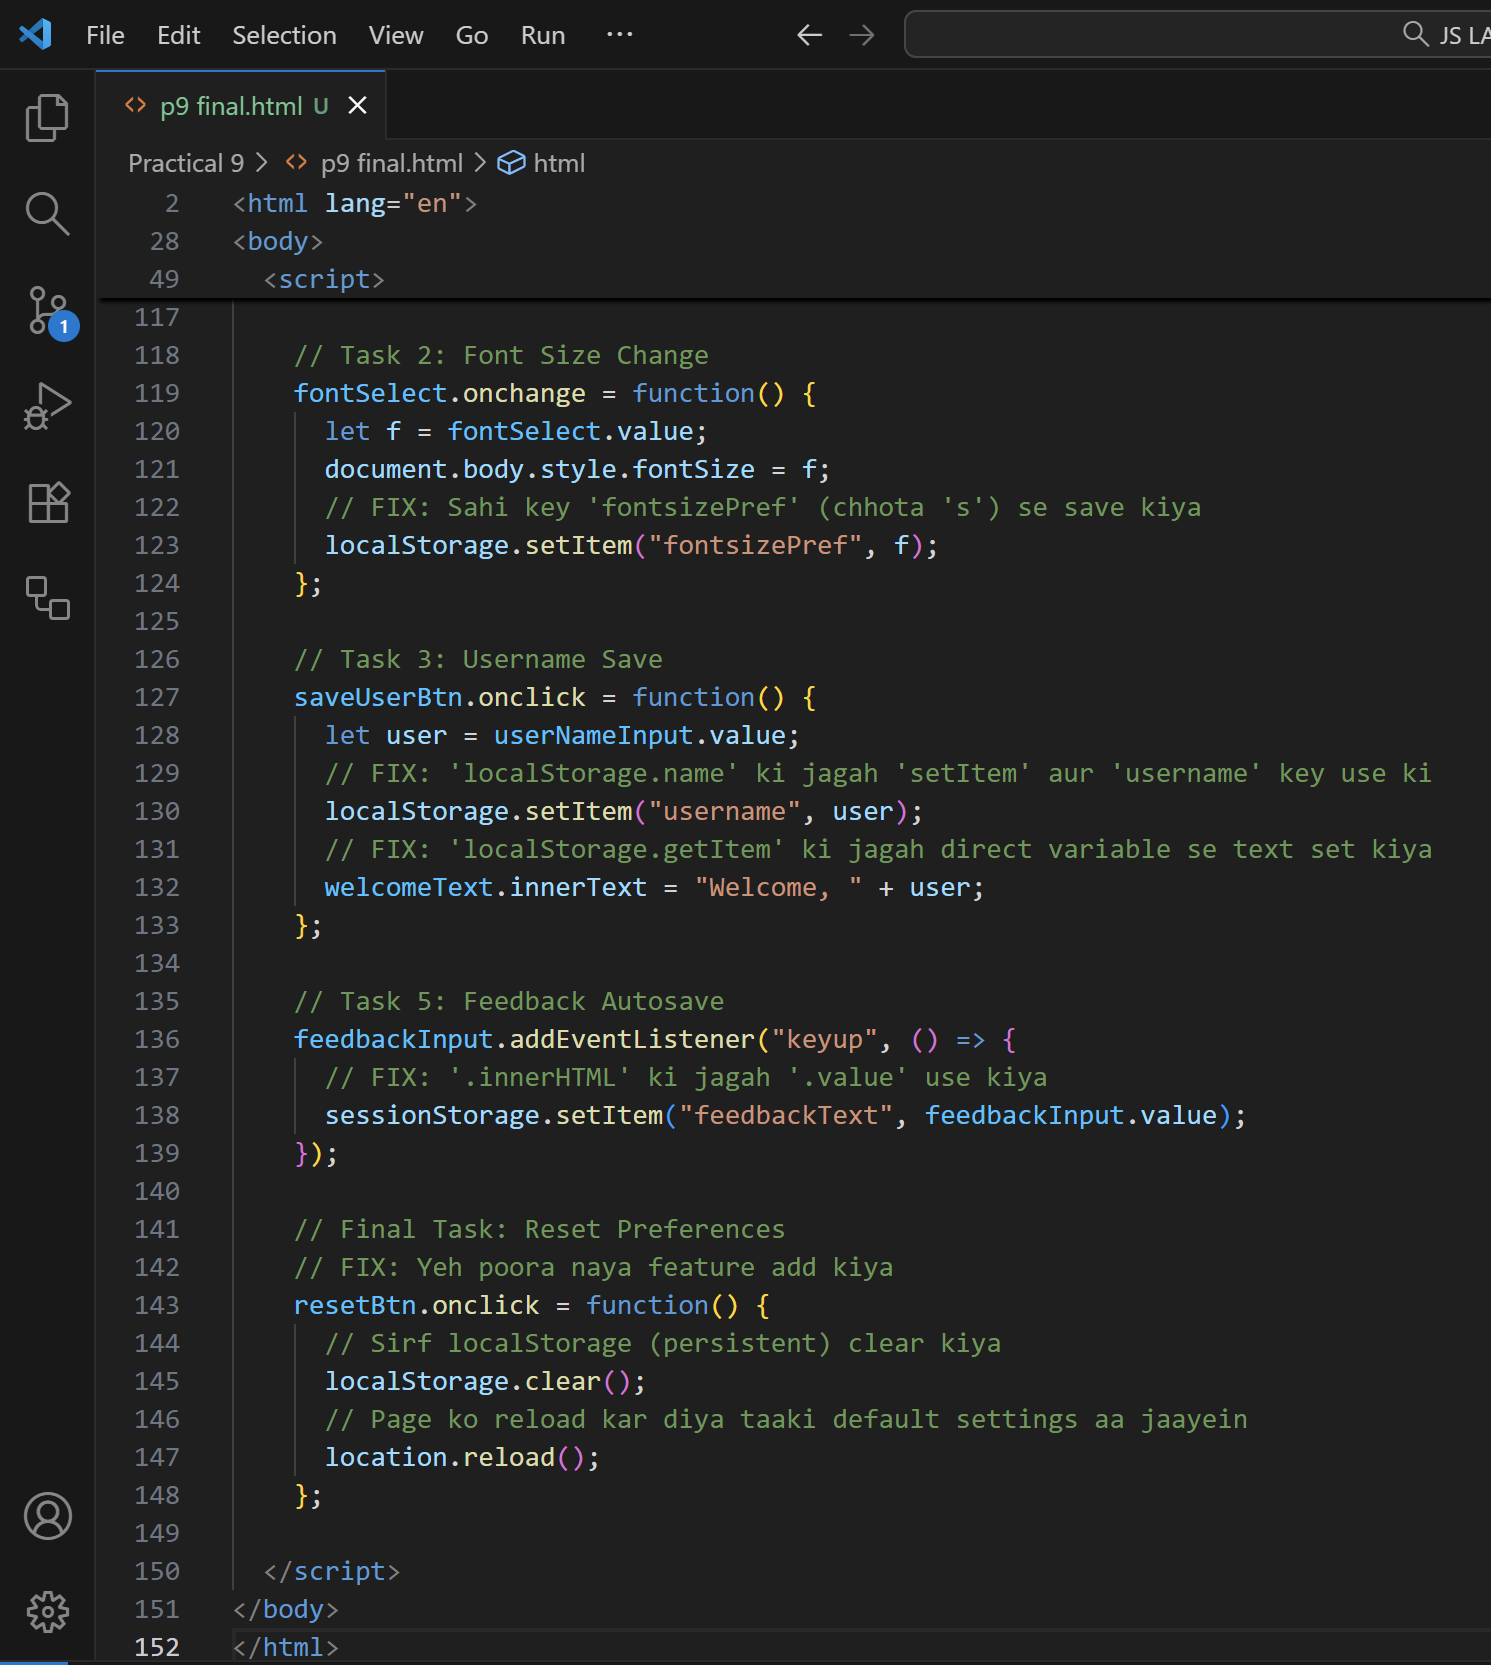 File Edit Selection View Go Run ···
JS LA
p9 final.html U
Practical 9 > p9 final.html > html
2 <html lang="en">
28 <body>
49 <script>
117
118 // Task 2: Font Size Change
119 fontSelect.onchange = function() {
120 let f = fontSelect.value;
121 document.body.style.fontSize = f;
122 // FIX: Sahi key 'fontsizePref' (chhota 's') se save kiya
123 localStorage.setItem("fontsizePref", f);
124 };
125
126 // Task 3: Username Save
127 saveUserBtn.onclick = function() {
128 let user = userNameInput.value;
129 // FIX: 'localStorage.name' ki jagah 'setItem' aur 'username' key use ki
130 localStorage.setItem("username", user);
131 // FIX: 'localStorage.getItem' ki jagah direct variable se text set kiya
132 welcomeText.innerText = "Welcome, " + user;
133 };
134
135 // Task 5: Feedback Autosave
136 feedbackInput.addEventListener("keyup", () => {
137 // FIX: '.innerHTML' ki jagah '.value' use kiya
138 sessionStorage.setItem("feedbackText", feedbackInput.value);
139 });
140
141 // Final Task: Reset Preferences
142 // FIX: Yeh poora naya feature add kiya
143 resetBtn.onclick = function() {
144 // Sirf localStorage (persistent) clear kiya
145 localStorage.clear();
146 // Page ko reload kar diya taaki default settings aa jaayein
147 location.reload();
148 };
149
150 </script>
151 </body>
152 </html>
1